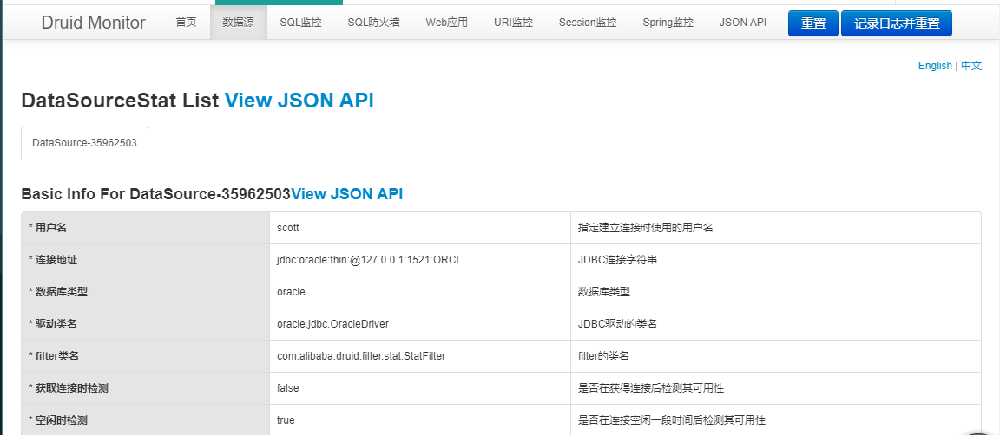 Druid Monitor 首页 数据源 SQL监控 SQL防火墙 Web应用 URI监控 Session监控 Spring监控 JSON API 重置 记录日志并重置
English | 中文
DataSourceStat List View JSON API
DataSource-35962503
Basic Info For DataSource-35962503View JSON API
* 用户名 scott 指定建立连接时使用的用户名
* 连接地址 jdbc:oracle:thin:@127.0.0.1:1521:ORCL JDBC连接字符串
* 数据库类型 oracle 数据库类型
* 驱动类名 oracle.jdbc.OracleDriver JDBC驱动的类名
* filter类名 com.alibaba.druid.filter.stat.StatFilter filter的类名
* 获取连接时检测 false 是否在获得连接后检测其可用性
* 空闲时检测 true 是否在连接空闲一段时间后检测其可用性